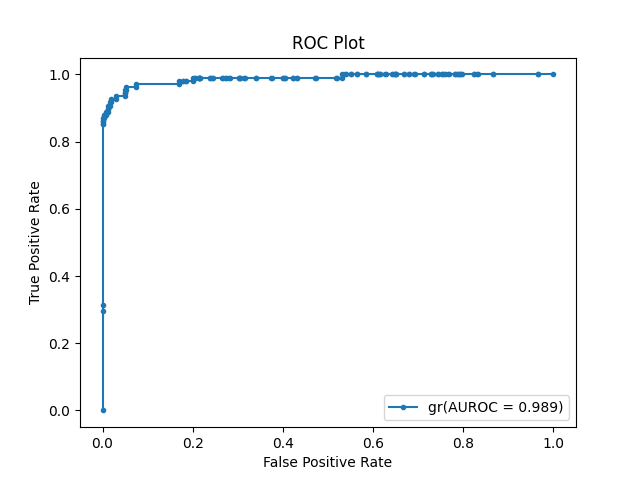 ROC Plot
True Positive Rate
1.0
0.8
0.6
0.4
0.2
0.0
gr(AUROC = 0.989)
0.0 0.2 0.4 0.6 0.8 1.0
False Positive Rate